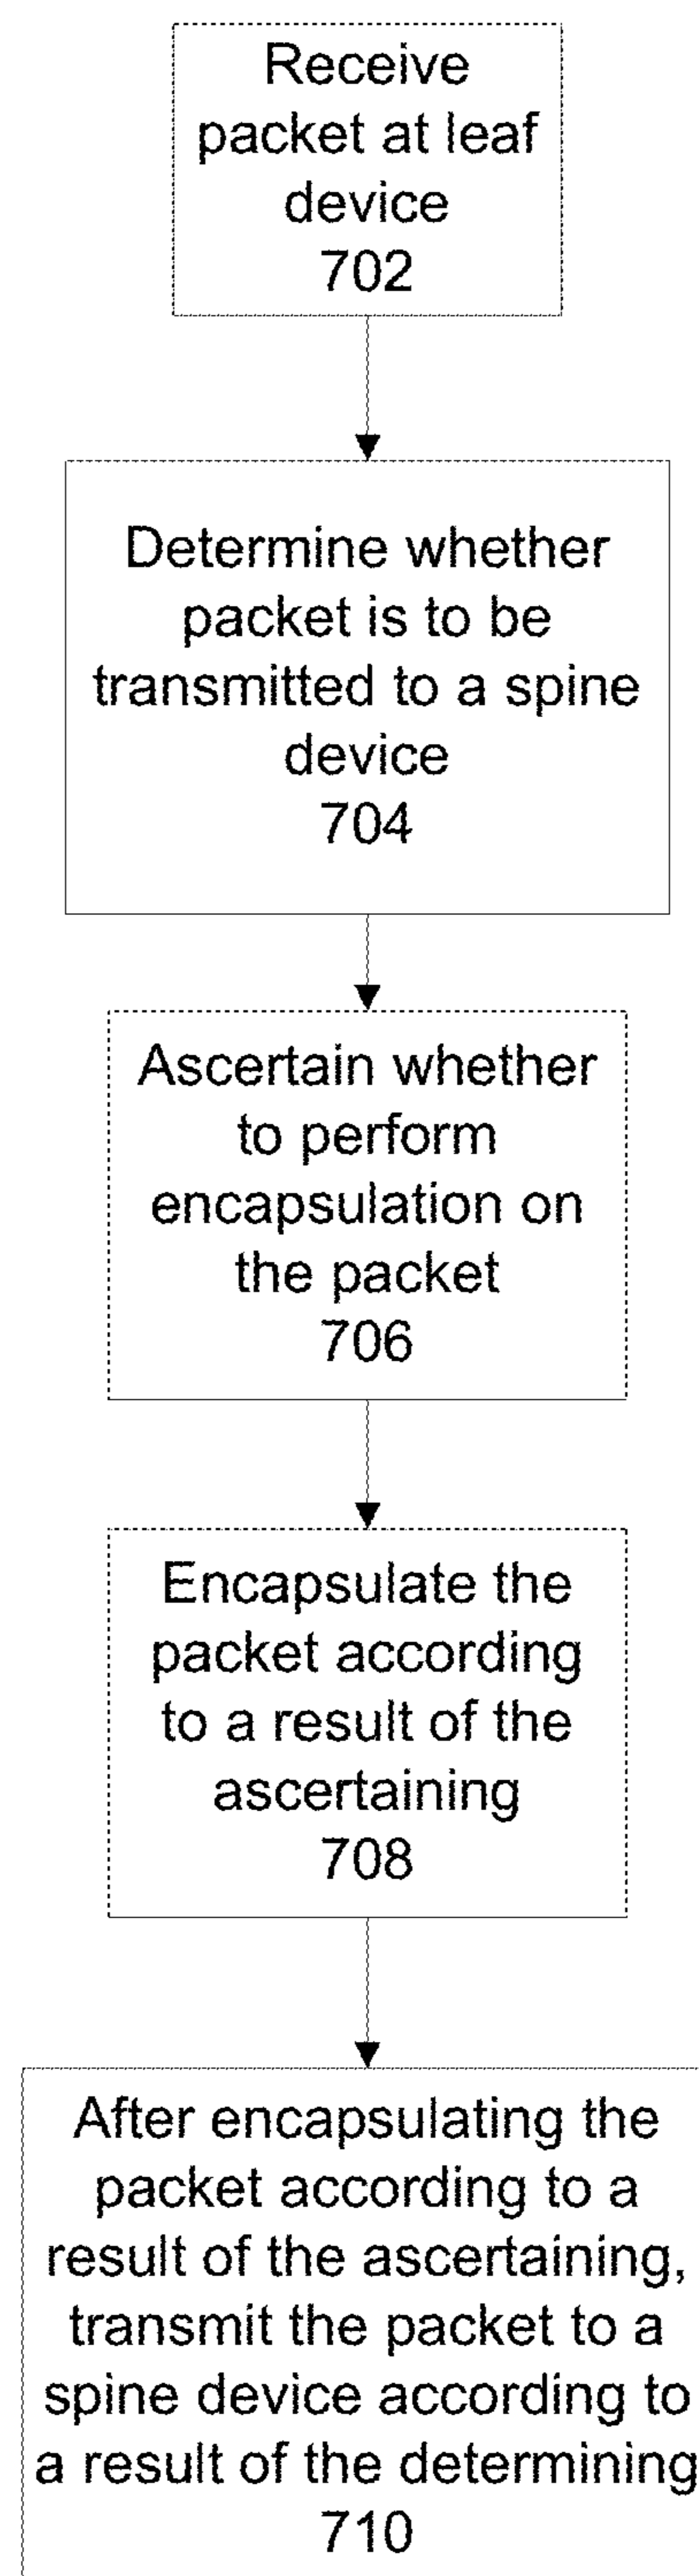 Receive
packet at leaf
device
702
Determine whether
packet is to be
transmitted to a spine
device
704
Ascertain whether
to perform
encapsulation on
the packet
706
Encapsulate the
packet according
to a result of the
ascertaining
708
After encapsulating the
packet according to a
result of the ascertaining,
transmit the packet to a
spine device according to
a result of the determining
710